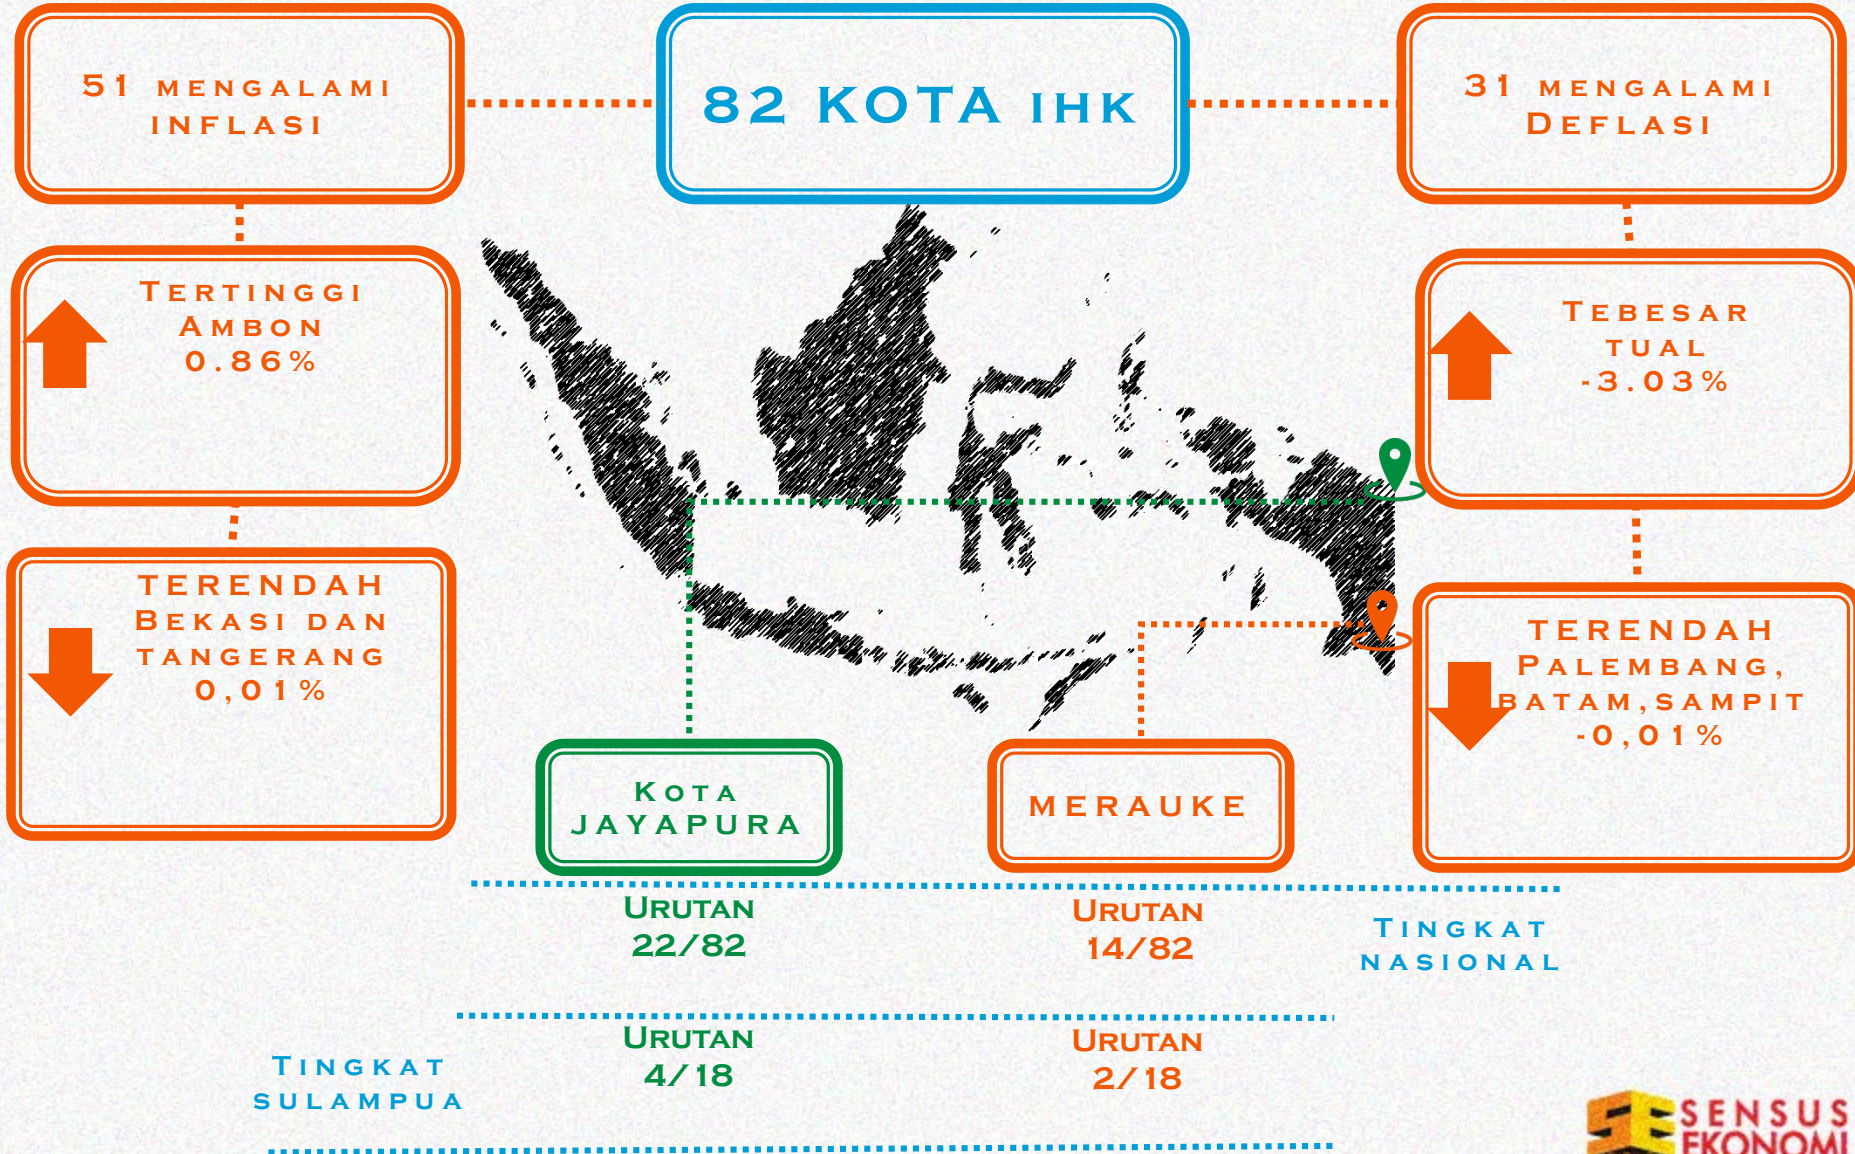 51 MENGALAMI
INFLASI
82 KOTA IHK
31 MENGALAMI
DEFLASI
TERTINGGI
AMBON
0.86%
TEBESAR
TUAL
-3.03%
TERENDAH
BEKASI DAN
TANGERANG
0,01%
TERENDAH
PALEMBANG,
BATAM,SAMPIT
-0,01%
KOTA
JAYAPURA
MERAUKE
URUTAN
22/82
URUTAN
14/82
TINGKAT
NASIONAL
URUTAN
4/18
URUTAN
2/18
TINGKAT
SULAMPUA
SENSUS
EKONOMI